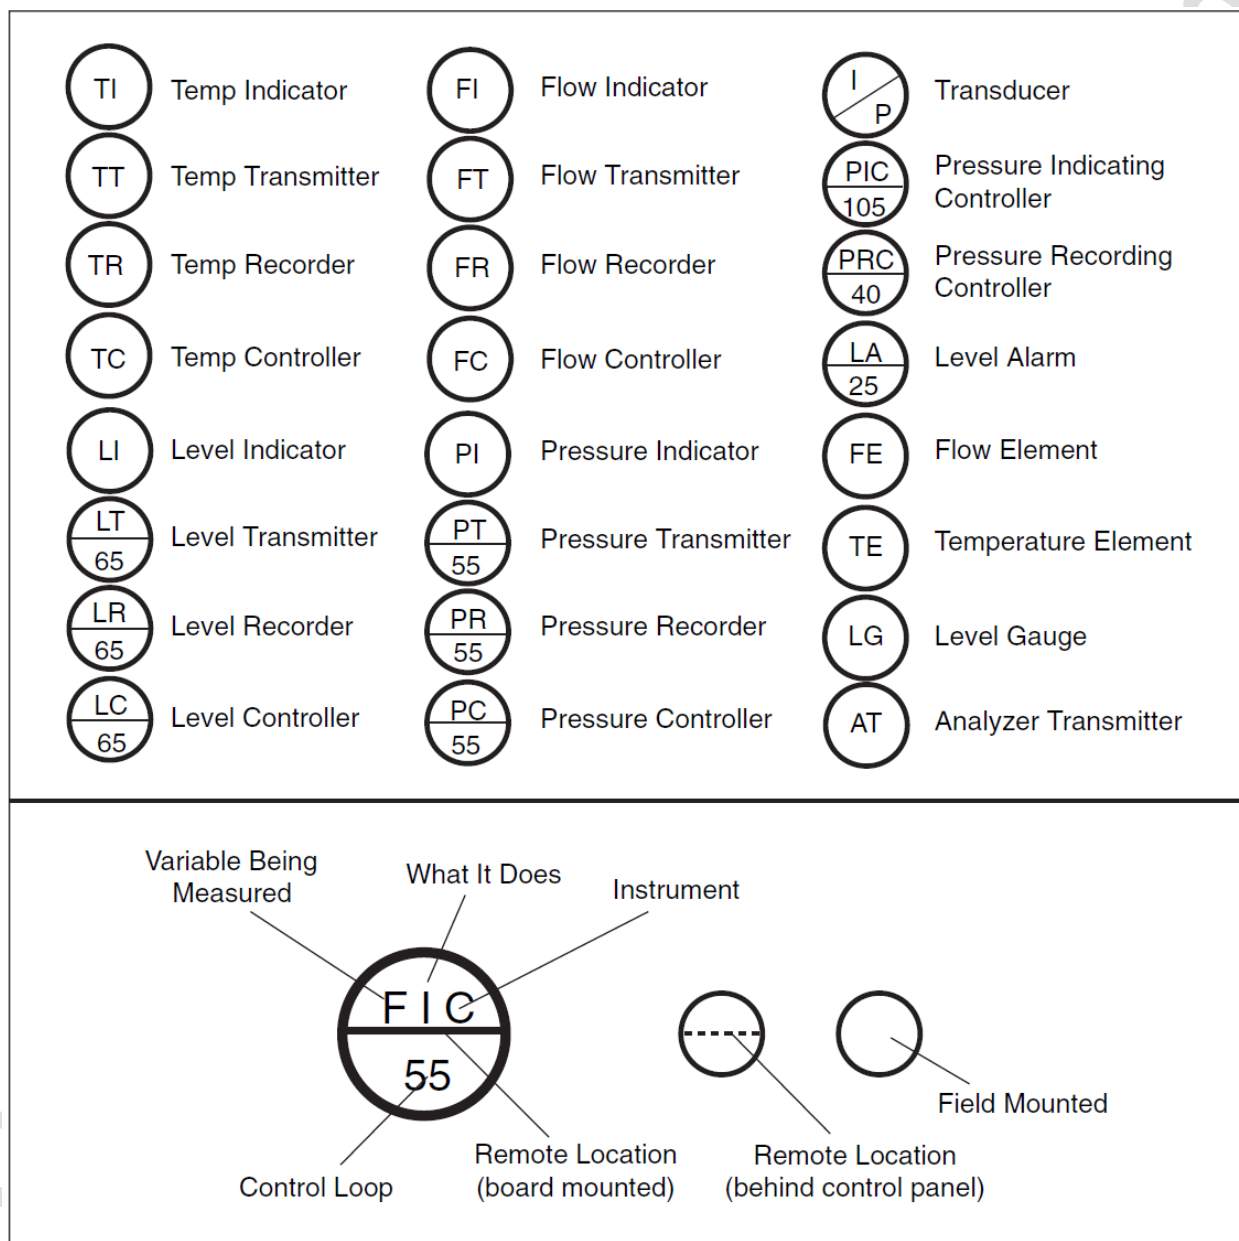 TI Temp Indicator
TT Temp Transmitter
TR Temp Recorder
TC Temp Controller
LI Level Indicator
LT
65
Level Transmitter
LR
65
Level Recorder
LC
65
Level Controller
FI Flow Indicator
FT Flow Transmitter
FR Flow Recorder
FC Flow Controller
PI Pressure Indicator
PT
55
Pressure Transmitter
PR
55
Pressure Recorder
PC
55
Pressure Controller
I
P
Transducer
PIC
105
Pressure Indicating
Controller
PRC
40
Pressure Recording
Controller
LA
25
Level Alarm
FE Flow Element
TE Temperature Element
LG Level Gauge
AT Analyzer Transmitter
Variable Being
Measured
What It Does
Instrument
F I C
55
Control Loop
Remote Location
(board mounted)
Remote Location
(behind control panel)
Field Mounted